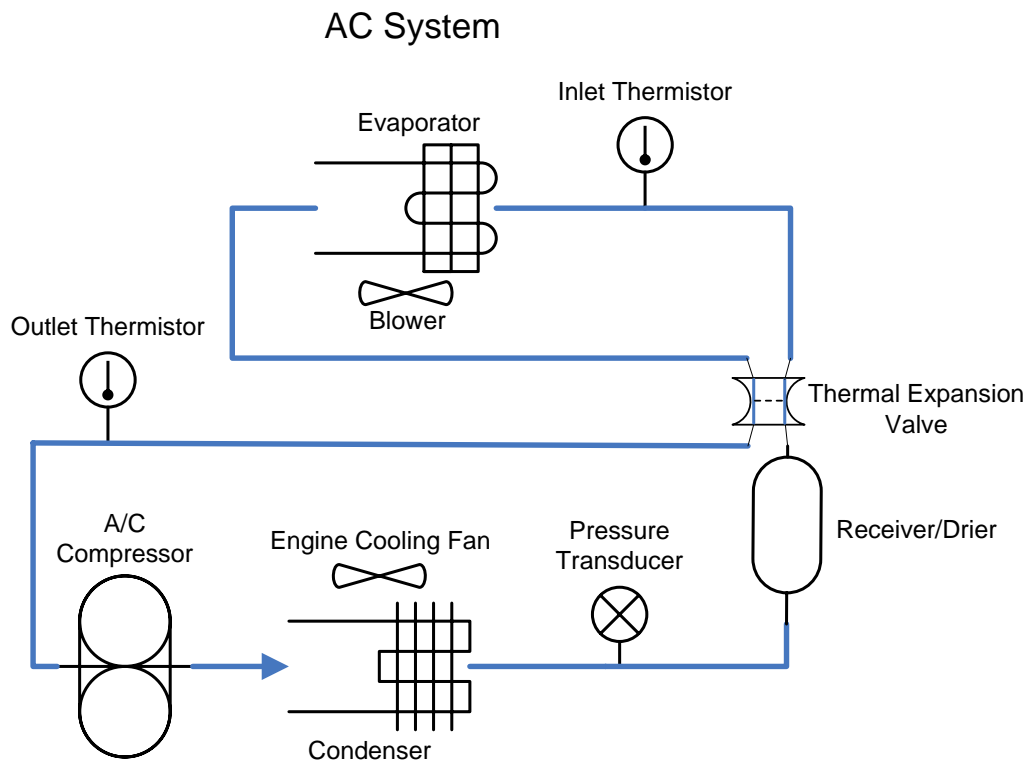 AC System
Inlet Thermistor
Evaporator
Blower
Outlet Thermistor
Thermal Expansion
Valve
A/C
Compressor
Engine Cooling Fan
Pressure
Transducer
Receiver/Drier
Condenser